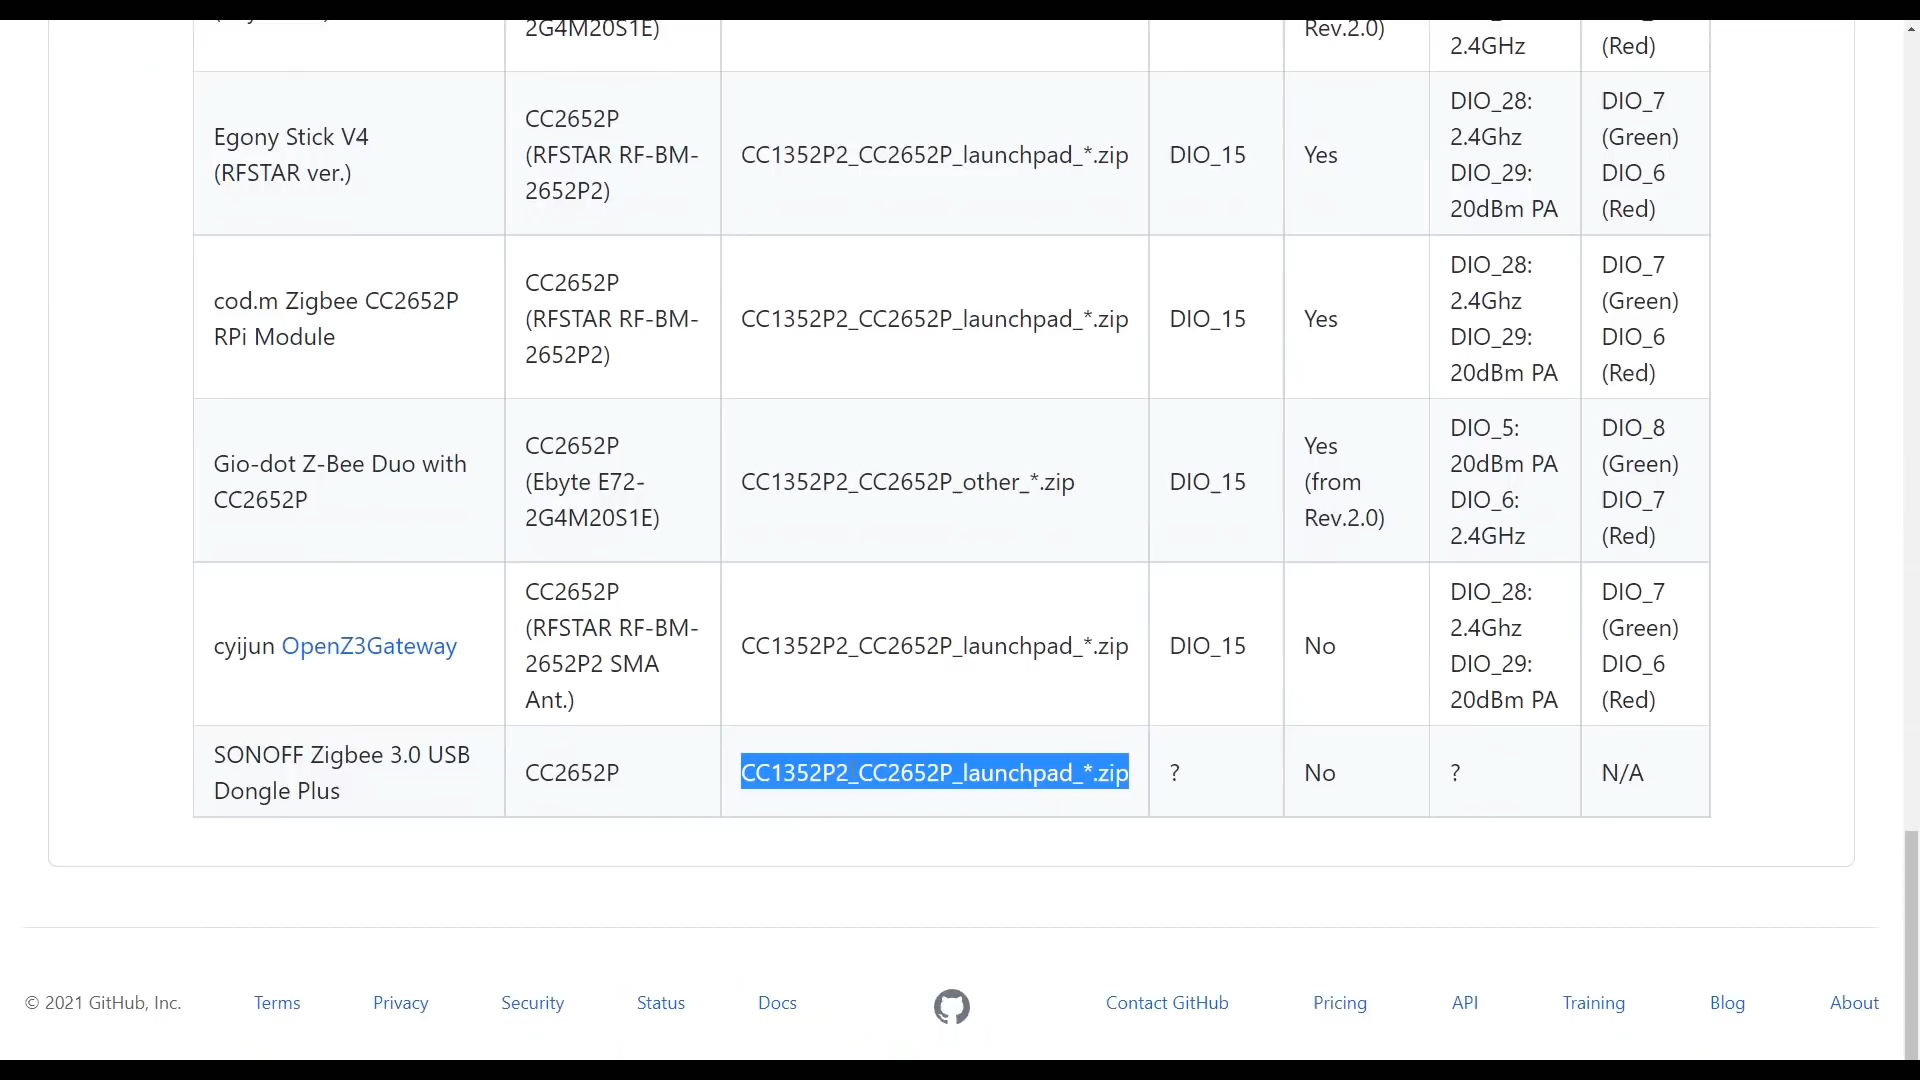 2G4M20S1E)
Rev.2.0)
2.4GHz
(Red)
Egony Stick V4
(RFSTAR ver.)
CC2652P
(RFSTAR RF-BM-
2652P2)
CC1352P2_CC2652P_launchpad_*.zip
DIO_15
Yes
DIO_28:
2.4Ghz
DIO_29:
20dBm PA
DIO_7
(Green)
DIO_6
(Red)
cod.m Zigbee CC2652P
RPi Module
CC2652P
(RFSTAR RF-BM-
2652P2)
CC1352P2_CC2652P_launchpad_*.zip
DIO_15
Yes
DIO_28:
2.4Ghz
DIO_29:
20dBm PA
DIO_7
(Green)
DIO_6
(Red)
Gio-dot Z-Bee Duo with
CC2652P
CC2652P
(Ebyte E72-
2G4M20S1E)
CC1352P2_CC2652P_other_*.zip
DIO_15
Yes
(from
Rev.2.0)
DIO_5:
20dBm PA
DIO_6:
2.4GHz
DIO_8
(Green)
DIO_7
(Red)
cyijun OpenZ3Gateway
CC2652P
(RFSTAR RF-BM-
2652P2 SMA
Ant.)
CC1352P2_CC2652P_launchpad_*.zip
DIO_15
No
DIO_28:
2.4Ghz
DIO_29:
20dBm PA
DIO_7
(Green)
DIO_6
(Red)
SONOFF Zigbee 3.0 USB
Dongle Plus
CC2652P
CC1352P2_CC2652P_launchpad_*.zip
?
No
?
N/A
© 2021 GitHub, Inc.
Terms
Privacy
Security
Status
Docs
Contact GitHub
Pricing
API
Training
Blog
About